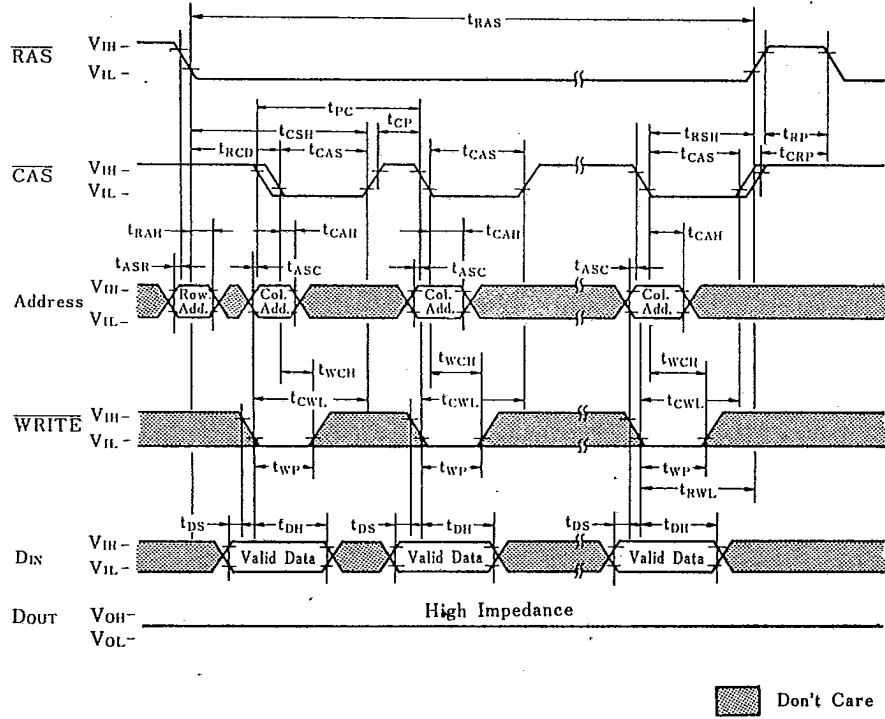 tRAS
RAS
VIH-
VIL-
tPC
tCP
tCSH
tRSH
tRP
tRCD
tCAS
tCAS
tCAS
tCRP
CAS
VIH-
VIL-
tRAH
tCAH
tCAH
tCAH
tASR
tASC
tASC
tASC
Address
VIH-
VIL-
Row. Add.
Col. Add.
Col. Add.
Col. Add.
tWCH
tWCH
tWCH
tCWL
tCWL
tCWL
WRITE
VIH-
VIL-
tWP
tWP
tWP
tRWL
tDS
tDH
tDS
tDH
tDS
tDH
DIN
VIH-
VIL-
Valid Data
Valid Data
Valid Data
DOUT
VOH-
VOL-
High Impedance
Don't Care